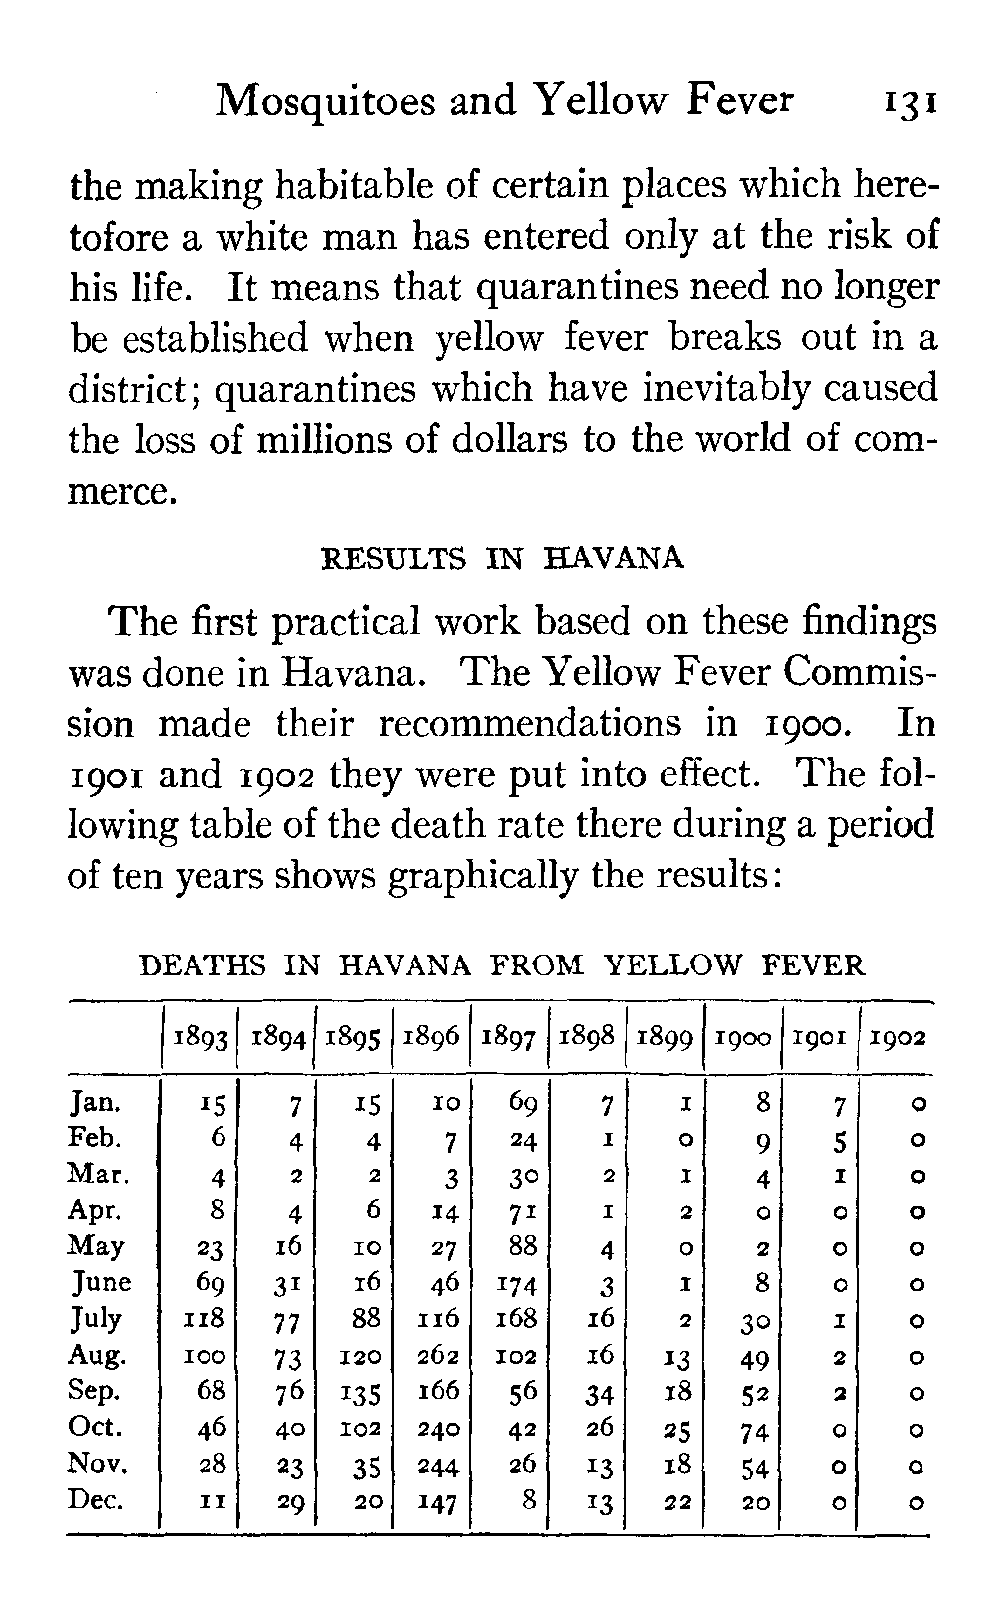 Mosquitoes and Yellow Fever 131
the making habitable of certain places which here-
tofore a white man has entered only at the risk of
his life. It means that quarantines need no longer
be established when yellow fever breaks out in a
district; quarantines which have inevitably caused
the loss of millions of dollars to the world of com-
merce.
RESULTS IN HAVANA
The first practical work based on these findings
was done in Havana. The Yellow Fever Commis-
sion made their recommendations in 1900. In
1901 and 1902 they were put into effect. The fol-
lowing table of the death rate there during a period
of ten years shows graphically the results:
DEATHS IN HAVANA FROM YELLOW FEVER
1893 1894 1895 1896 1897 1898 1899 1900 1901 1902
Jan. 15 7 15 10 69 7 1 8 7 0
Feb. 6 4 4 7 24 1 0 9 5 0
Mar. 4 2 2 3 30 2 1 4 1 0
Apr. 8 4 6 14 71 1 2 0 0 0
May 23 16 10 27 88 4 0 2 0 0
June 69 31 16 46 174 3 1 8 0 0
July 118 77 88 116 168 16 2 30 1 0
Aug. 100 73 120 262 102 16 13 49 2 0
Sep. 68 76 135 166 56 34 18 52 2 0
Oct. 46 40 102 240 42 26 25 74 0 0
Nov. 28 23 35 244 26 13 18 54 0 0
Dec. 11 29 20 147 8 13 22 20 0 0